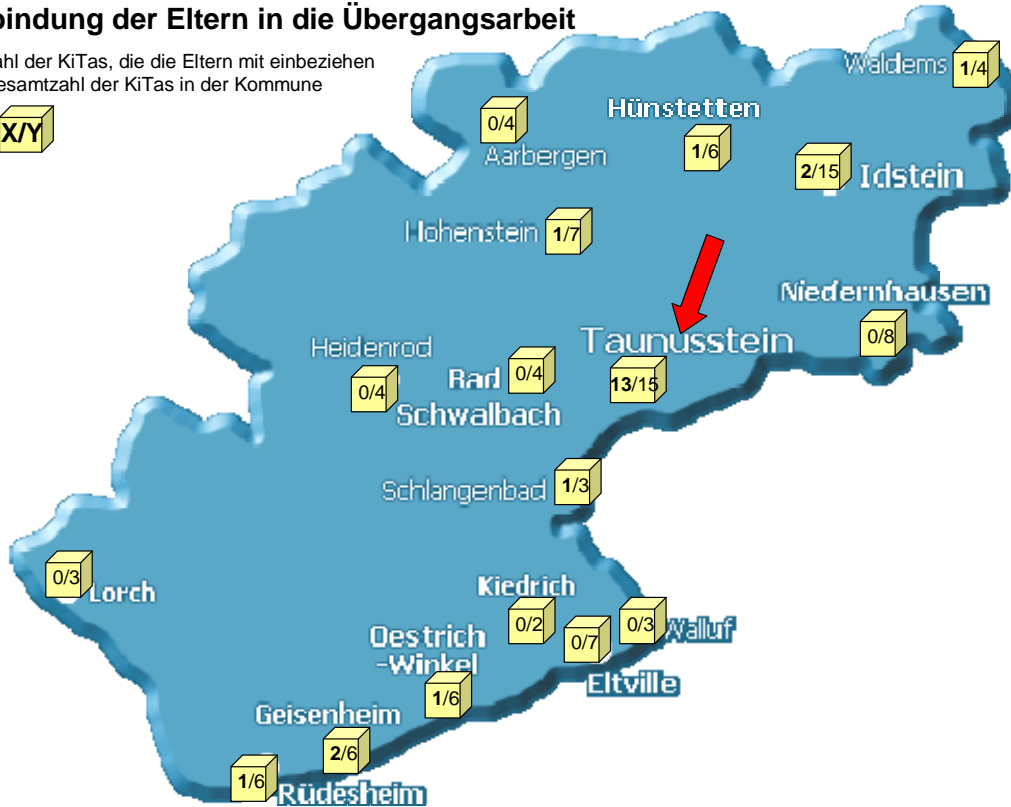 bindung der Eltern in die Übergangsarbeit
ahl der KiTas, die die Eltern mit einbeziehen
esamtzahl der KiTas in der Kommune
X/Y
Waldems 1/4
Hünstetten
0/4
Aarbergen
1/6
2/15 Idstein
Hohenstein 1/7
Niedernhausen
0/8
Taunusstein
13/15
Heidenrod
0/4
Bad 0/4
Schwalbach
Schlangenbad 1/3
0/3
Lorch
Kiedrich
0/2
0/7
0/3 Walluf
Eltville
Oestrich
-Winkel
1/6
Geisenheim
2/6
1/6
Rüdesheim